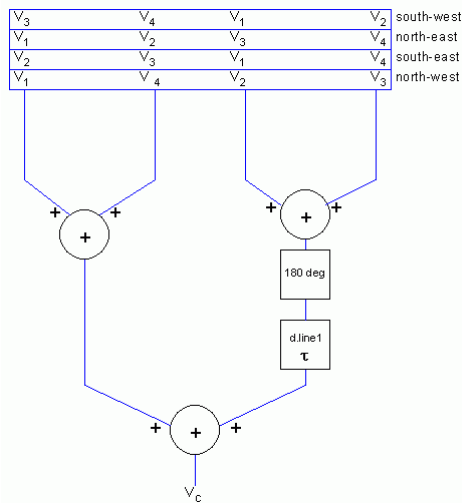 V3 V4 V1 V2 south-west
V1 V2 V3 V4 north-east
V2 V3 V1 V4 south-east
V1 V4 V2 V3 north-west
+ + + +
+ +
180 deg
d.line1
τ
+ + +
Vc